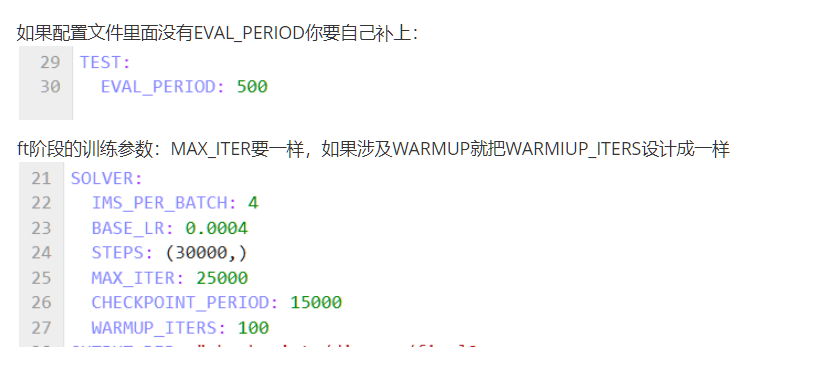 如果配置文件里面没有EVAL_PERIOD你要自己补上：
29 TEST:
30 EVAL_PERIOD: 500
ft阶段的训练参数：MAX_ITER要一样，如果涉及WARMUP就把WARMIUP_ITERS设计成一样
21 SOLVER:
22 IMS_PER_BATCH: 4
23 BASE_LR: 0.0004
24 STEPS: (30000,)
25 MAX_ITER: 25000
26 CHECKPOINT_PERIOD: 15000
27 WARMUP_ITERS: 100